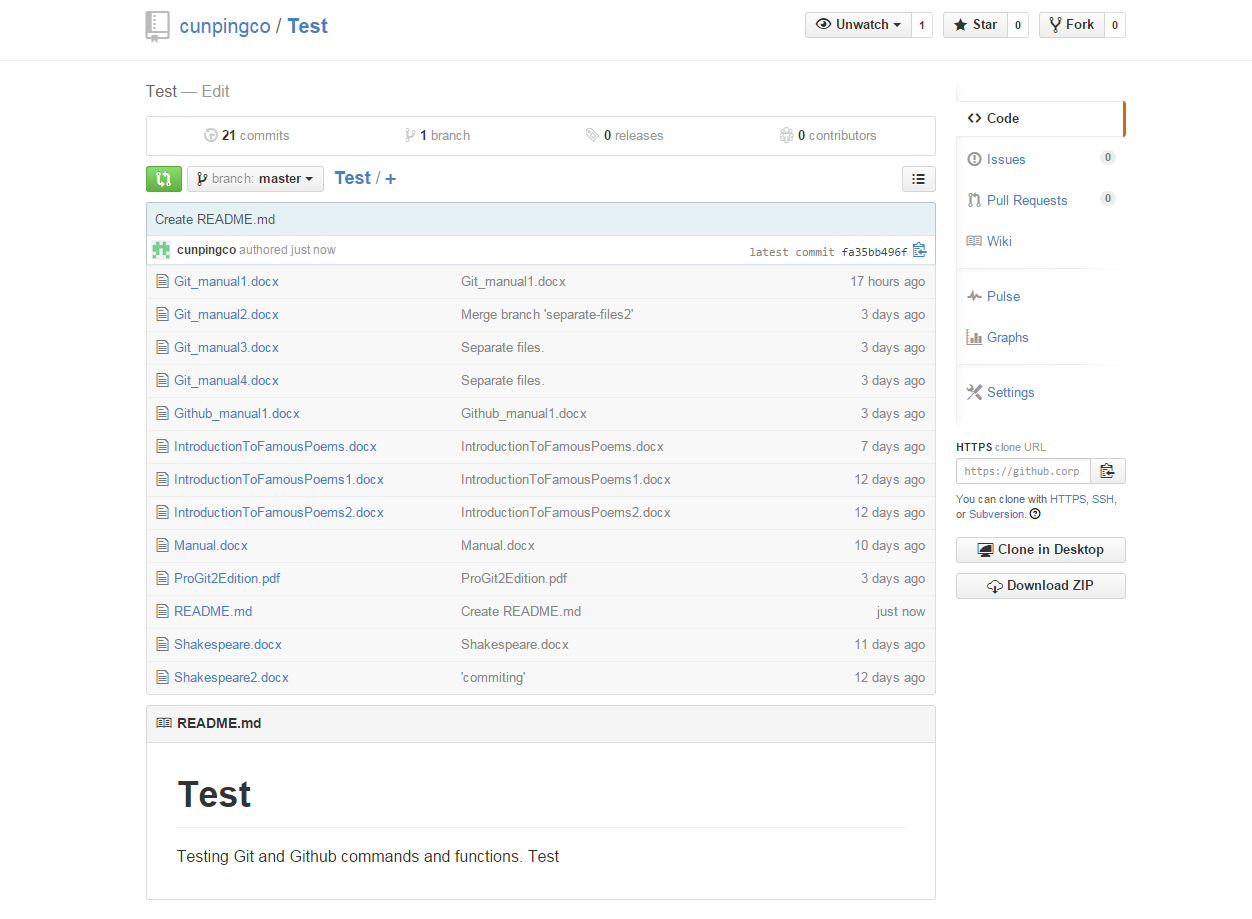 cunpingco / Test
Unwatch 1 Star 0 Fork 0
Test — Edit
21 commits 1 branch 0 releases 0 contributors
branch: master Test / +
Create README.md
cunpingco authored just now latest commit fa35bb496f
Git_manual1.docx Git_manual1.docx 17 hours ago
Git_manual2.docx Merge branch 'separate-files2' 3 days ago
Git_manual3.docx Separate files. 3 days ago
Git_manual4.docx Separate files. 3 days ago
Github_manual1.docx Github_manual1.docx 3 days ago
IntroductionToFamousPoems.docx IntroductionToFamousPoems.docx 7 days ago
IntroductionToFamousPoems1.docx IntroductionToFamousPoems1.docx 12 days ago
IntroductionToFamousPoems2.docx IntroductionToFamousPoems2.docx 12 days ago
Manual.docx Manual.docx 10 days ago
ProGit2Edition.pdf ProGit2Edition.pdf 3 days ago
README.md Create README.md just now
Shakespeare.docx Shakespeare.docx 11 days ago
Shakespeare2.docx 'commiting' 12 days ago
README.md
Test
Testing Git and Github commands and functions. Test
Code
Issues 0
Pull Requests 0
Wiki
Pulse
Graphs
Settings
HTTPS clone URL
https://github.corp
You can clone with HTTPS, SSH,
or Subversion.
Clone in Desktop
Download ZIP